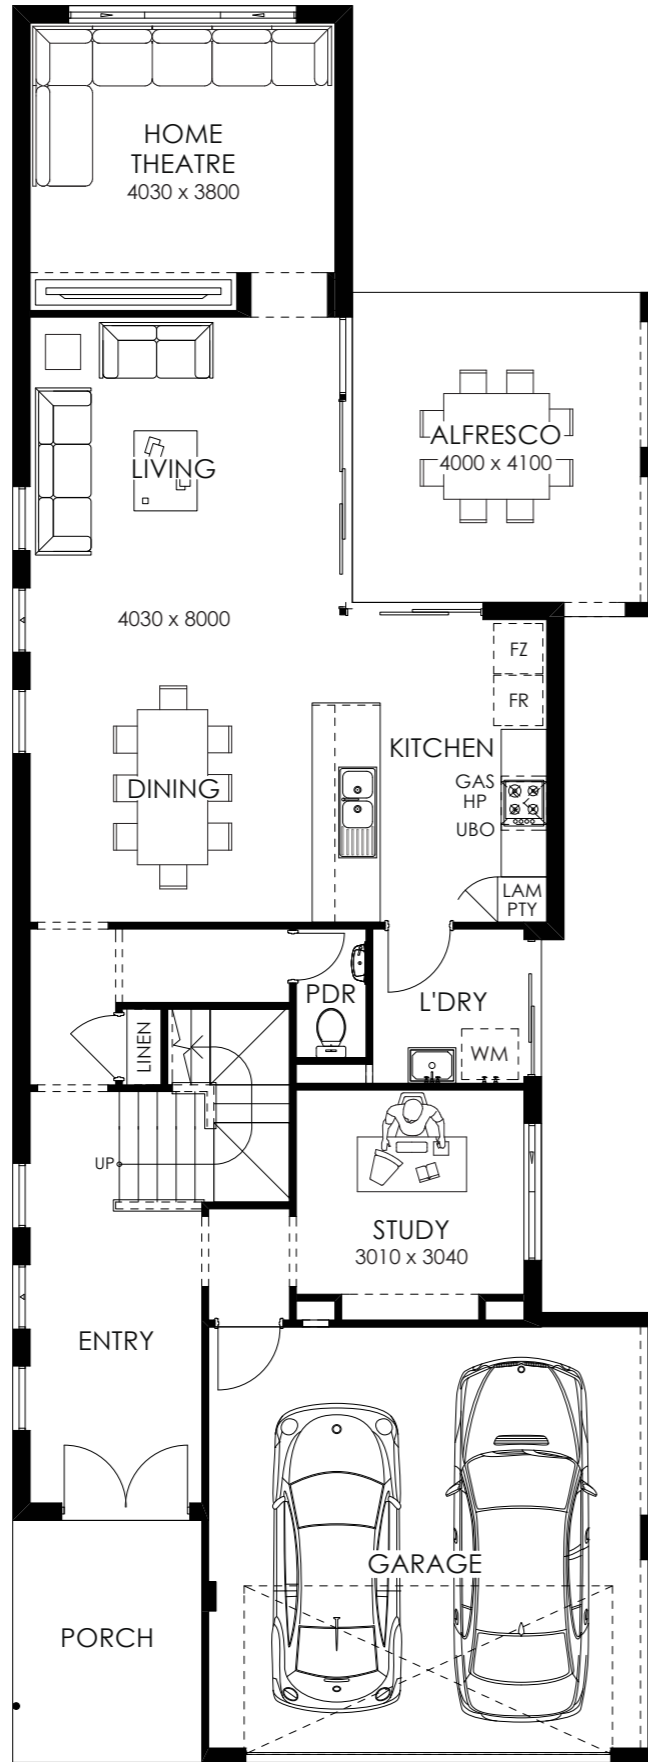 HOME
THEATRE
4030 x 3800
ALFRESCO
4000 x 4100
LIVING
4030 x 8000
FZ
FR
KITCHEN
GAS
HP
UBO
DINING
LAM
PTY
PDR
L'DRY
LINEN
WM
UP
STUDY
3010 x 3040
ENTRY
GARAGE
PORCH